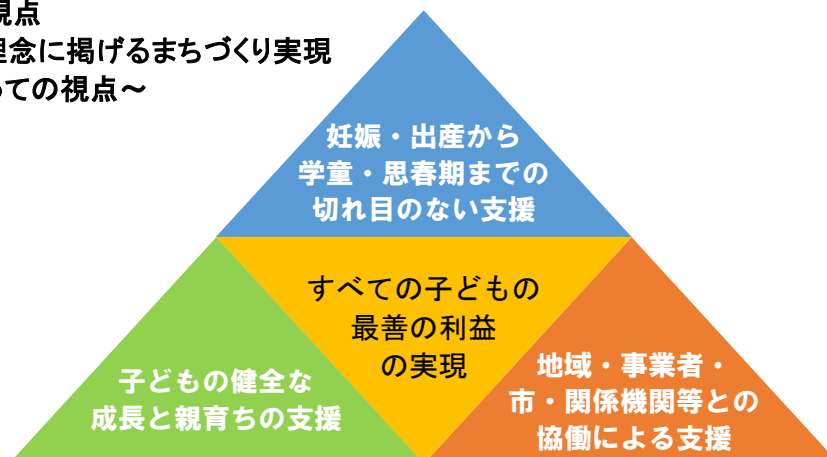 視点
理念に掲げるまちづくり実現
っての視点～
妊娠・出産から
学童・思春期までの
切れ目のない支援
すべての子どもの
最善の利益
の実現
子どもの健全な
成長と親育ちの支援
地域・事業者・
市・関係機関等との
協働による支援